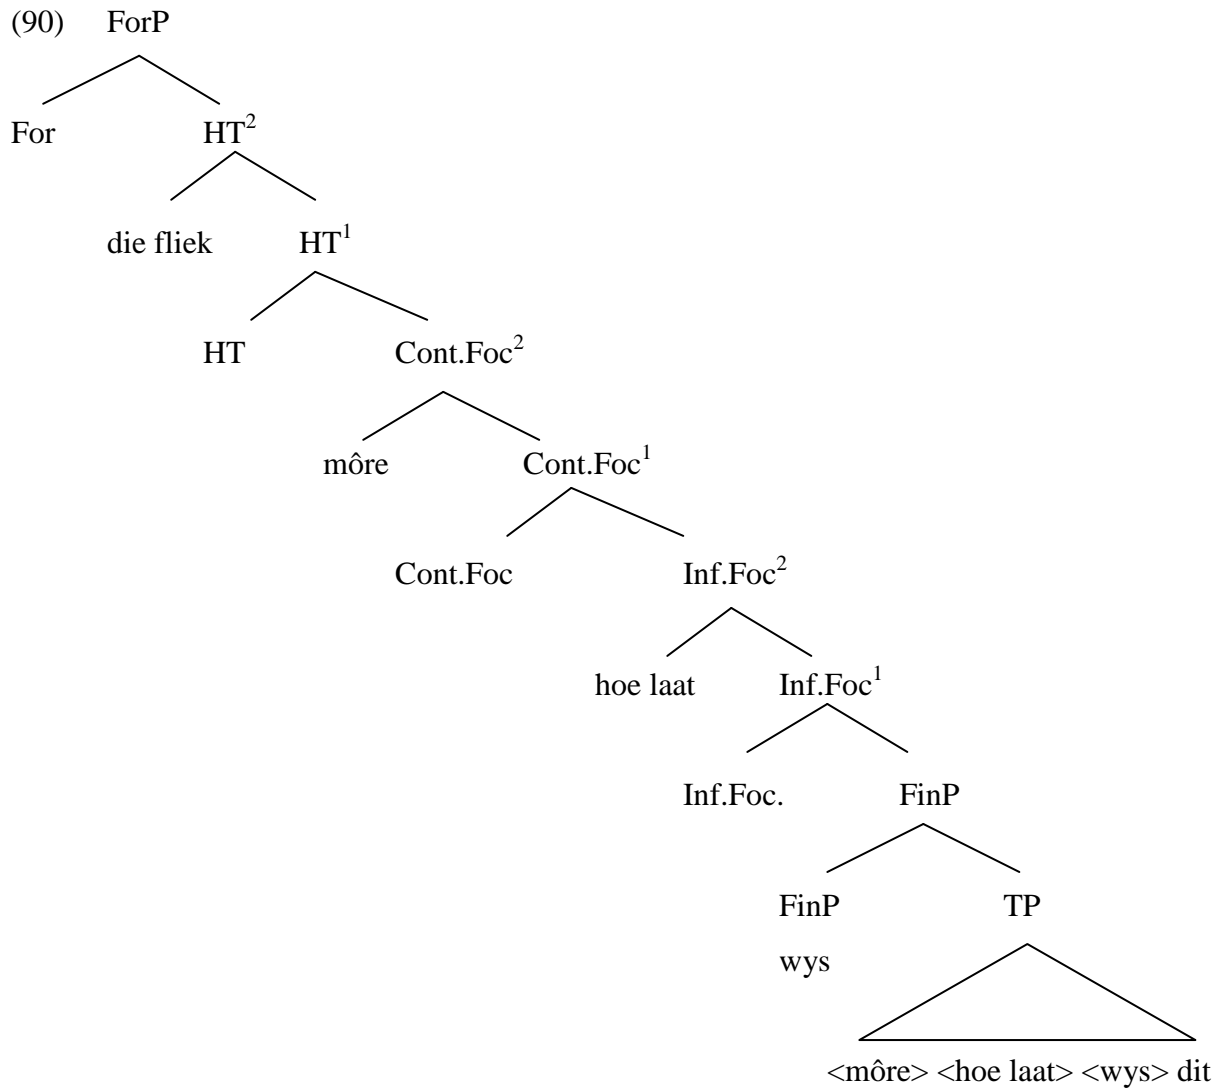 (90) ForP
For HT²
die fliek HT¹
HT Cont.Foc²
môre Cont.Foc¹
Cont.Foc Inf.Foc²
hoe laat Inf.Foc¹
Inf.Foc. FinP
FinP TP
wys
<môre> <hoe laat> <wys> dit